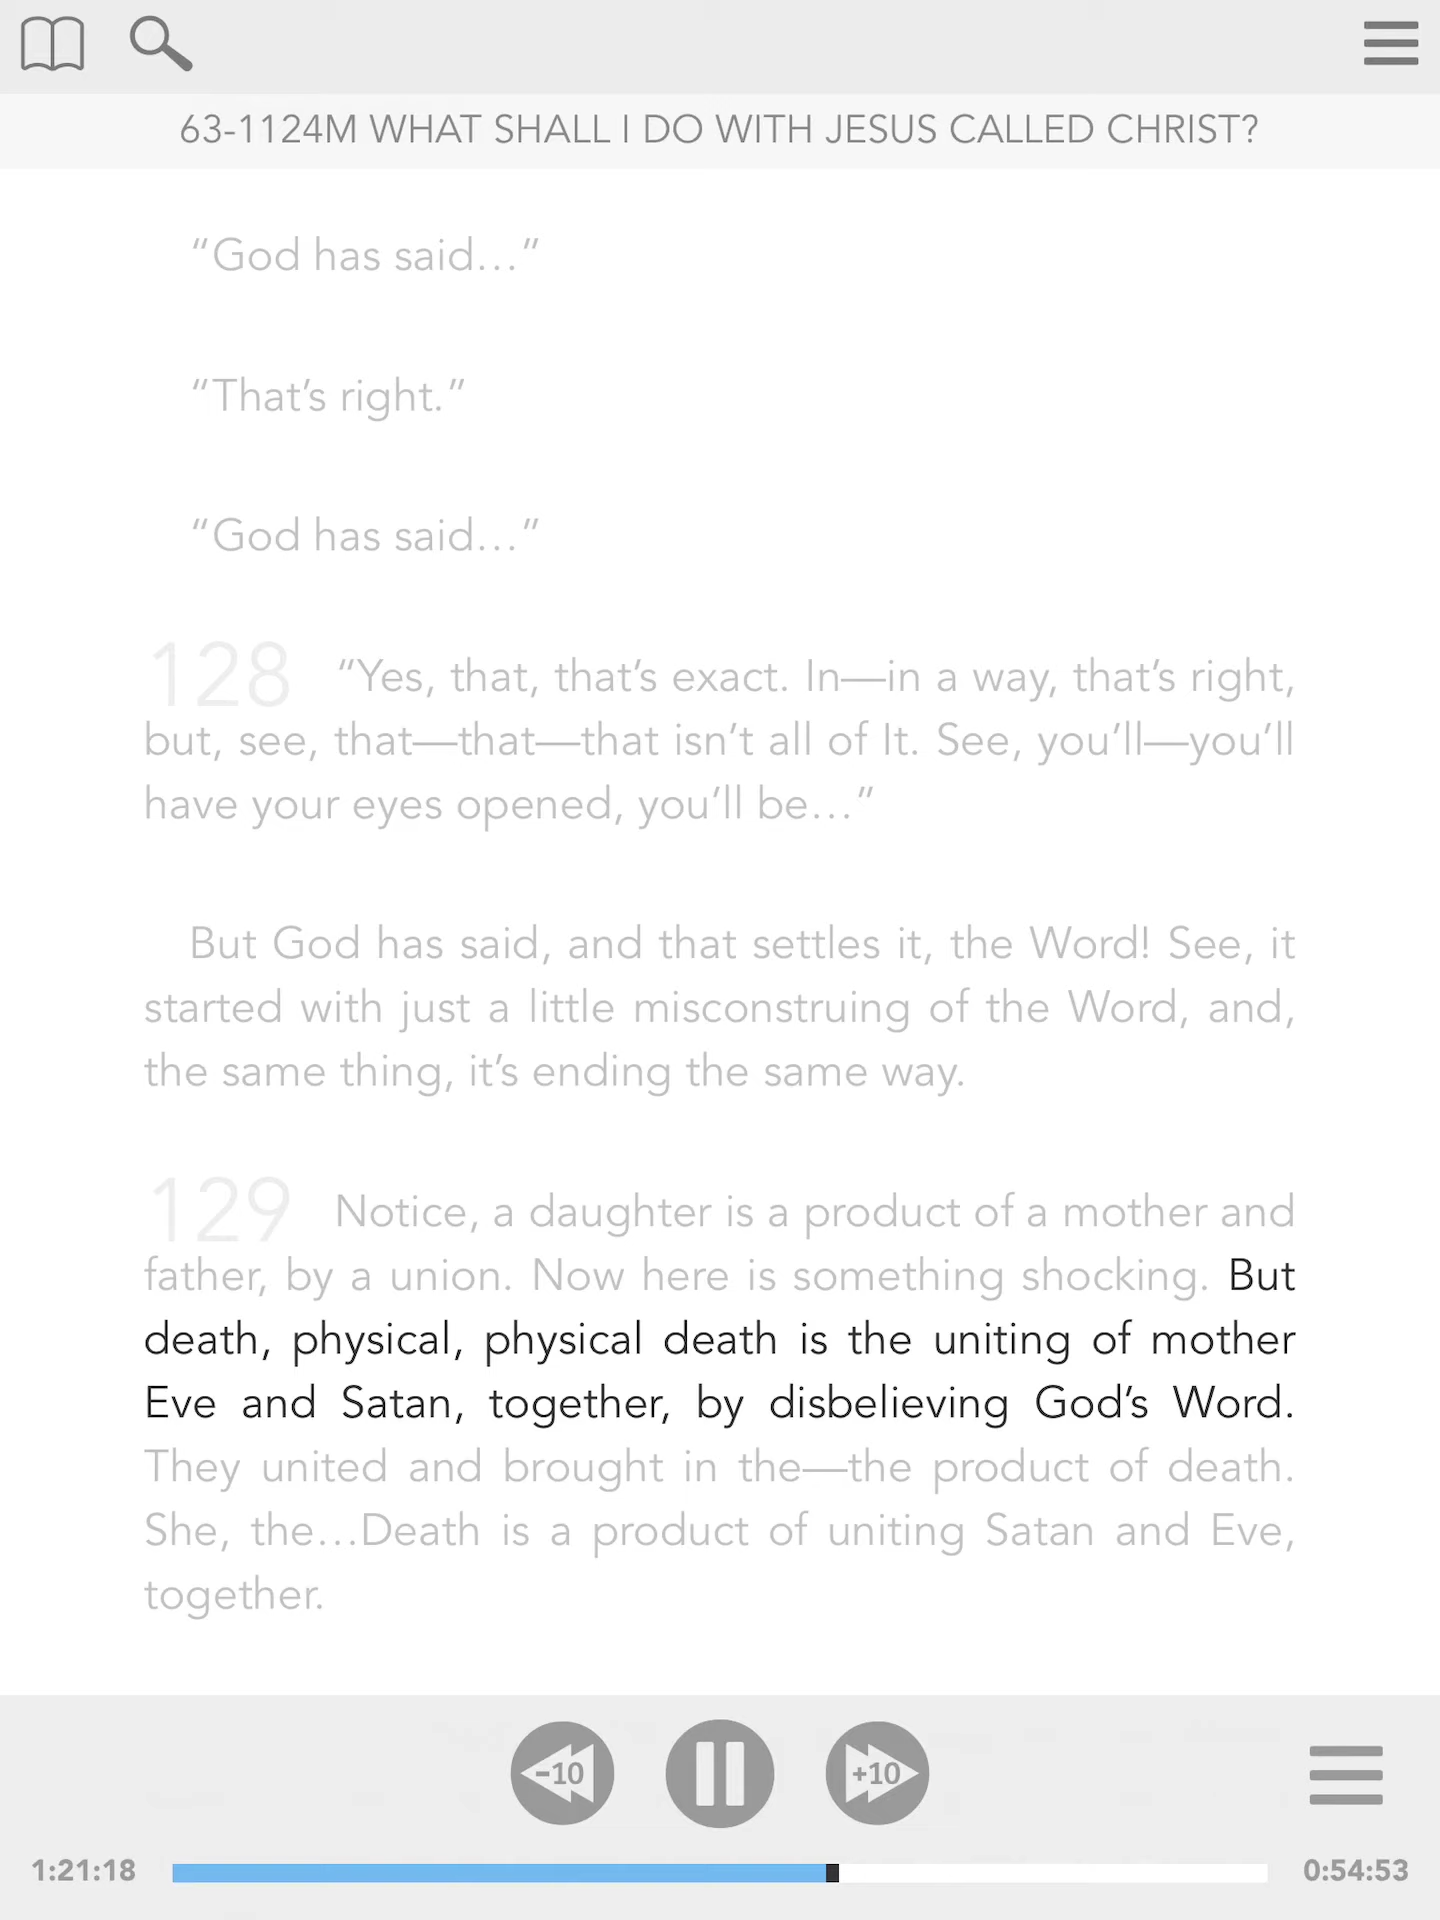 63-1124M WHAT SHALL I DO WITH JESUS CALLED CHRIST?
“God has said…”
“That’s right.”
“God has said…”
128 “Yes, that, that’s exact. In—in a way, that’s right,
but, see, that—that—that isn’t all of It. See, you’ll—you’ll
have your eyes opened, you’ll be…”
But God has said, and that settles it, the Word! See, it
started with just a little misconstruing of the Word, and,
the same thing, it’s ending the same way.
129 Notice, a daughter is a product of a mother and
father, by a union. Now here is something shocking. But
death, physical, physical death is the uniting of mother
Eve and Satan, together, by disbelieving God’s Word.
They united and brought in the—the product of death.
She, the…Death is a product of uniting Satan and Eve,
together.
-10 +10
1:21:18 0:54:53